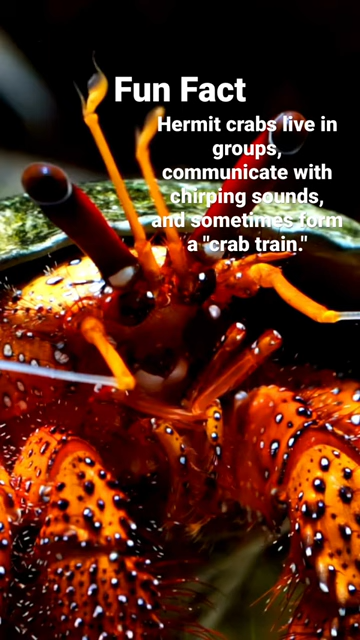 Fun Fact
Hermit crabs live in
groups,
communicate with
chirping sounds,
and sometimes form
a "crab train."